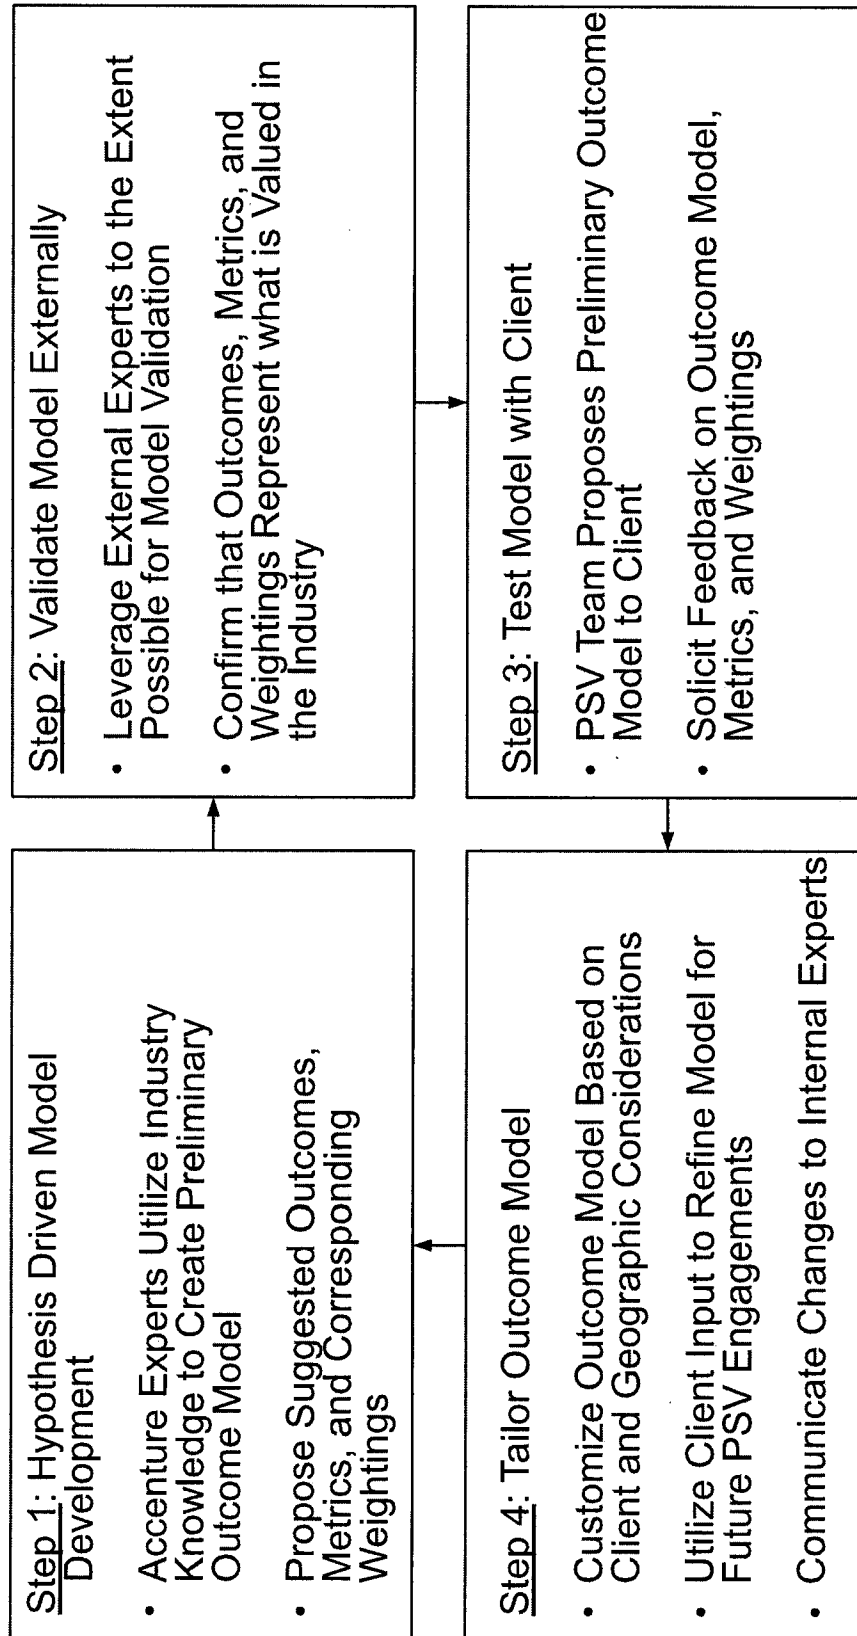 Step 1: Hypothesis Driven Model
Development
• Accenture Experts Utilize Industry
Knowledge to Create Preliminary
Outcome Model
• Propose Suggested Outcomes,
Metrics, and Corresponding
Weightings
Step 2: Validate Model Externally
• Leverage External Experts to the Extent
Possible for Model Validation
• Confirm that Outcomes, Metrics, and
Weightings Represent what is Valued in
the Industry
Step 3: Test Model with Client
• PSV Team Proposes Preliminary Outcome
Model to Client
• Solicit Feedback on Outcome Model,
Metrics, and Weightings
Step 4: Tailor Outcome Model
• Customize Outcome Model Based on
Client and Geographic Considerations
• Utilize Client Input to Refine Model for
Future PSV Engagements
• Communicate Changes to Internal Experts